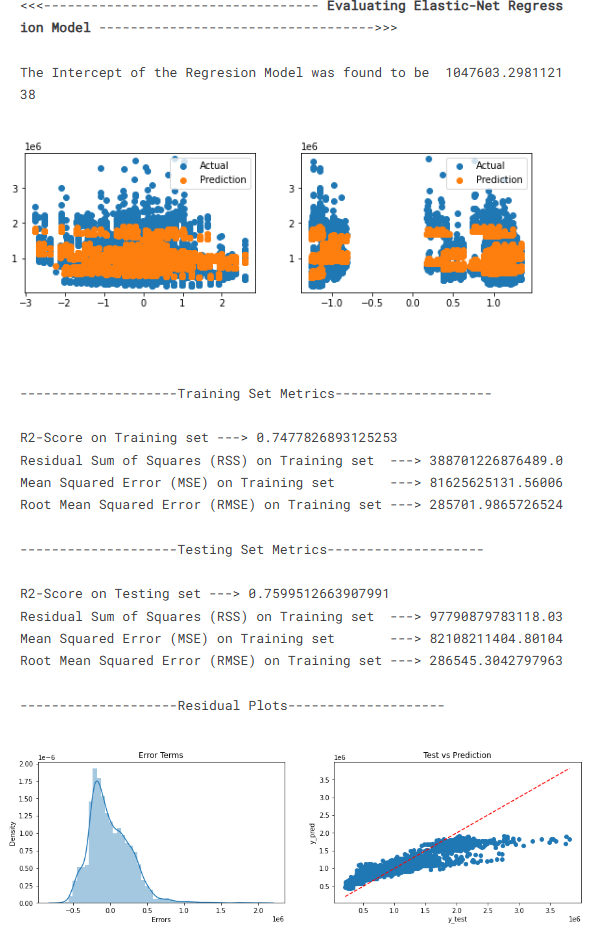 <<<----------------------------------- Evaluating Elastic-Net Regress
ion Model ----------------------------------->>>
The Intercept of the Regresion Model was found to be  1047603.2981121
38
1e6
Actual
Prediction
3
2
1
−3 −2 −1 0 1 2
1e6
Actual
Prediction
3
2
1
−1.0 −0.5 0.0 0.5 1.0
--------------------Training Set Metrics--------------------
R2-Score on Training set ---> 0.7477826893125253
Residual Sum of Squares (RSS) on Training set  ---> 388701226876489.0
Mean Squared Error (MSE) on Training set       ---> 81625625131.56006
Root Mean Squared Error (RMSE) on Training set ---> 285701.9865726524
--------------------Testing Set Metrics--------------------
R2-Score on Testing set ---> 0.7599512663907991
Residual Sum of Squares (RSS) on Training set  ---> 97790879783118.03
Mean Squared Error (MSE) on Training set       ---> 82108211404.80104
Root Mean Squared Error (RMSE) on Training set ---> 286545.3042797963
--------------------Residual Plots--------------------
Error Terms
1e−6
2.00
1.75
1.50
1.25
1.00
0.75
0.50
0.25
0.00
Density
−0.5 0.0 0.5 1.0 1.5 2.0
1e6
Errors
Test vs Prediction
1e6
3.5
3.0
2.5
2.0
1.5
1.0
0.5
y_pred
0.5 1.0 1.5 2.0 2.5 3.0 3.5
1e6
y_test